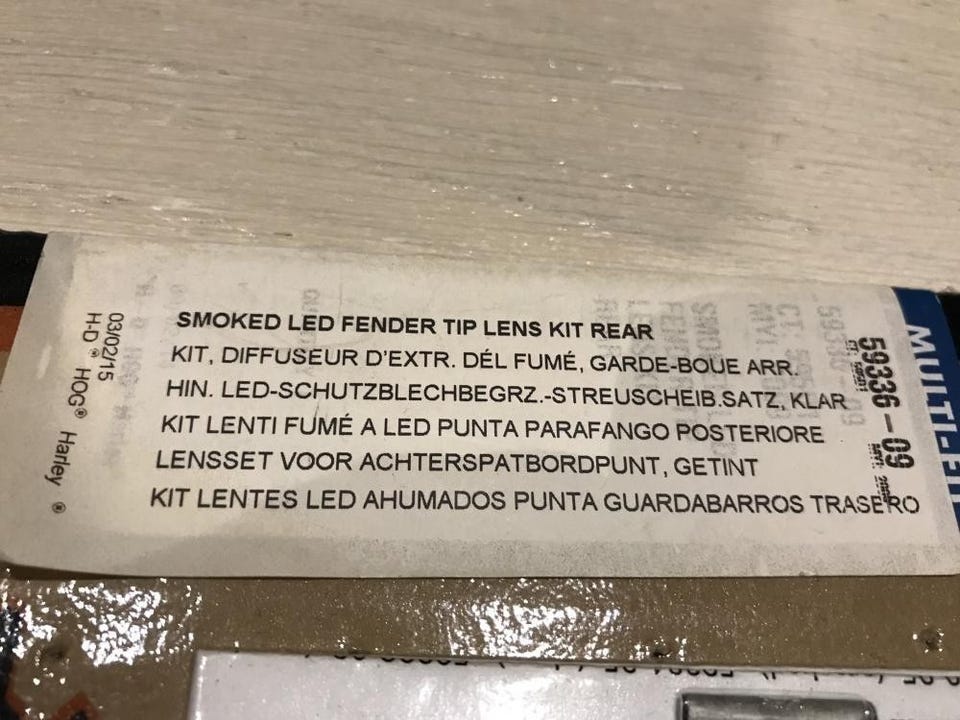 SMOKED LED FENDER TIP LENS KIT REAR
KIT, DIFFUSEUR D'EXTR. DÉL FUMÉ, GARDE-BOUE ARR.
HIN. LED-SCHUTZBLECHBEGRZ.-STREUSCHEIB.SATZ, KLAR
KIT LENTI FUMÉ A LED PUNTA PARAFANGO POSTERIORE
LENSSET VOOR ACHTERSPATBORDPUNT, GETINT
KIT LENTES LED AHUMADOS PUNTA GUARDABARROS TRASERO
03/02/15
H-D® HOG® Harley ®
59336-09